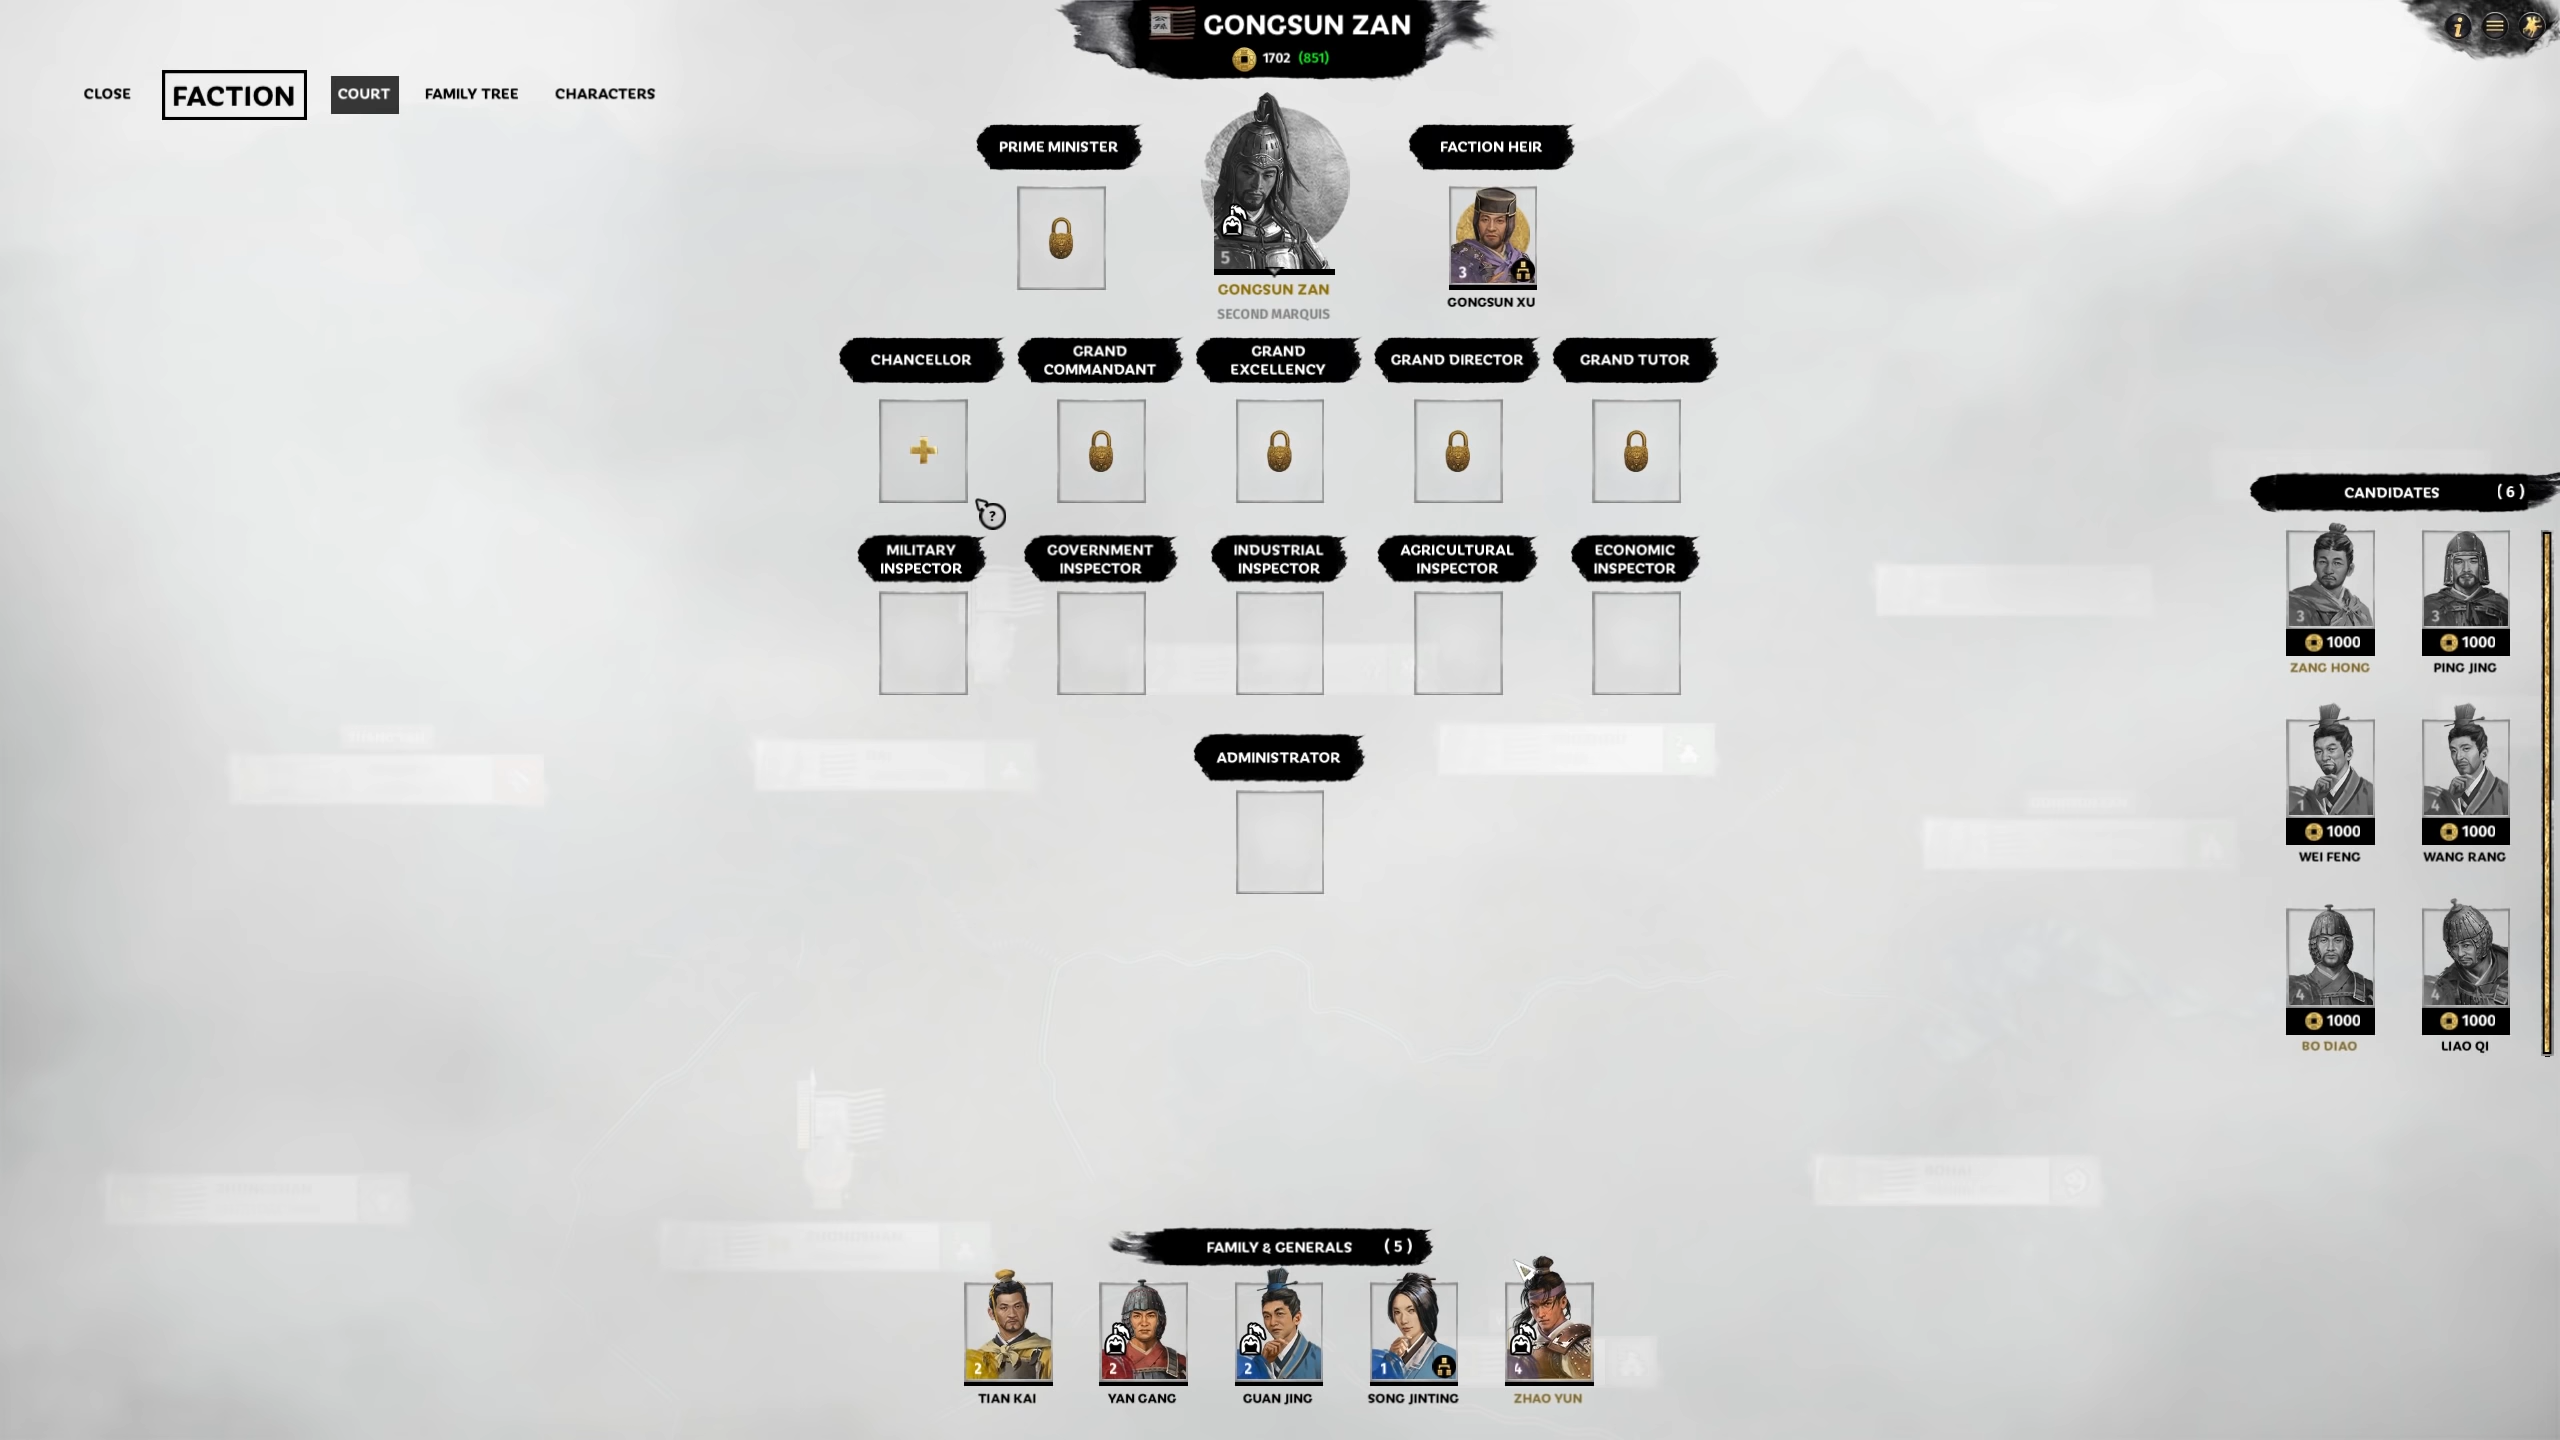 GONGSUN ZAN
1702 (851)
CLOSE
FACTION
COURT
FAMILY TREE
CHARACTERS
PRIME MINISTER
FACTION HEIR
5
GONGSUN ZAN
SECOND MARQUIS
3
GONGSUN XU
CHANCELLOR
GRAND
COMMANDANT
GRAND
EXCELLENCY
GRAND DIRECTOR
GRAND TUTOR
?
MILITARY
INSPECTOR
GOVERNMENT
INSPECTOR
INDUSTRIAL
INSPECTOR
AGRICULTURAL
INSPECTOR
ECONOMIC
INSPECTOR
ADMINISTRATOR
CANDIDATES (6)
3
1000
ZANG HONG
3
1000
PING JING
1
1000
WEI FENG
4
1000
WANG RANG
4
1000
BO DIAO
4
1000
LIAO QI
FAMILY & GENERALS (5)
2
TIAN KAI
2
YAN GANG
2
GUAN JING
1
SONG JINTING
4
ZHAO YUN